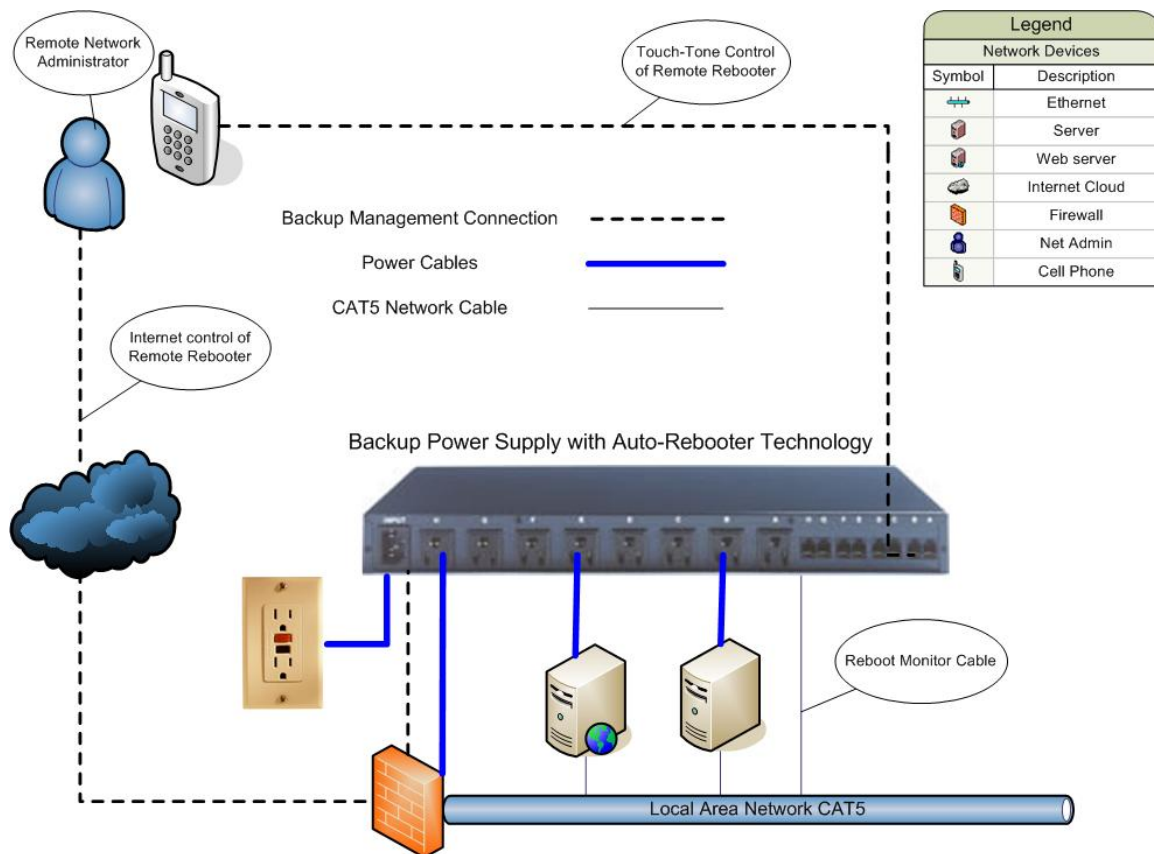 Remote Network
Administrator
Touch-Tone Control
of Remote Rebooter
Legend
Network Devices
Symbol Description
Ethernet
Server
Web server
Internet Cloud
Firewall
Net Admin
Cell Phone
Backup Management Connection
Power Cables
CAT5 Network Cable
Internet control of
Remote Rebooter
Backup Power Supply with Auto-Rebooter Technology
INPUT
Reboot Monitor Cable
Local Area Network CAT5